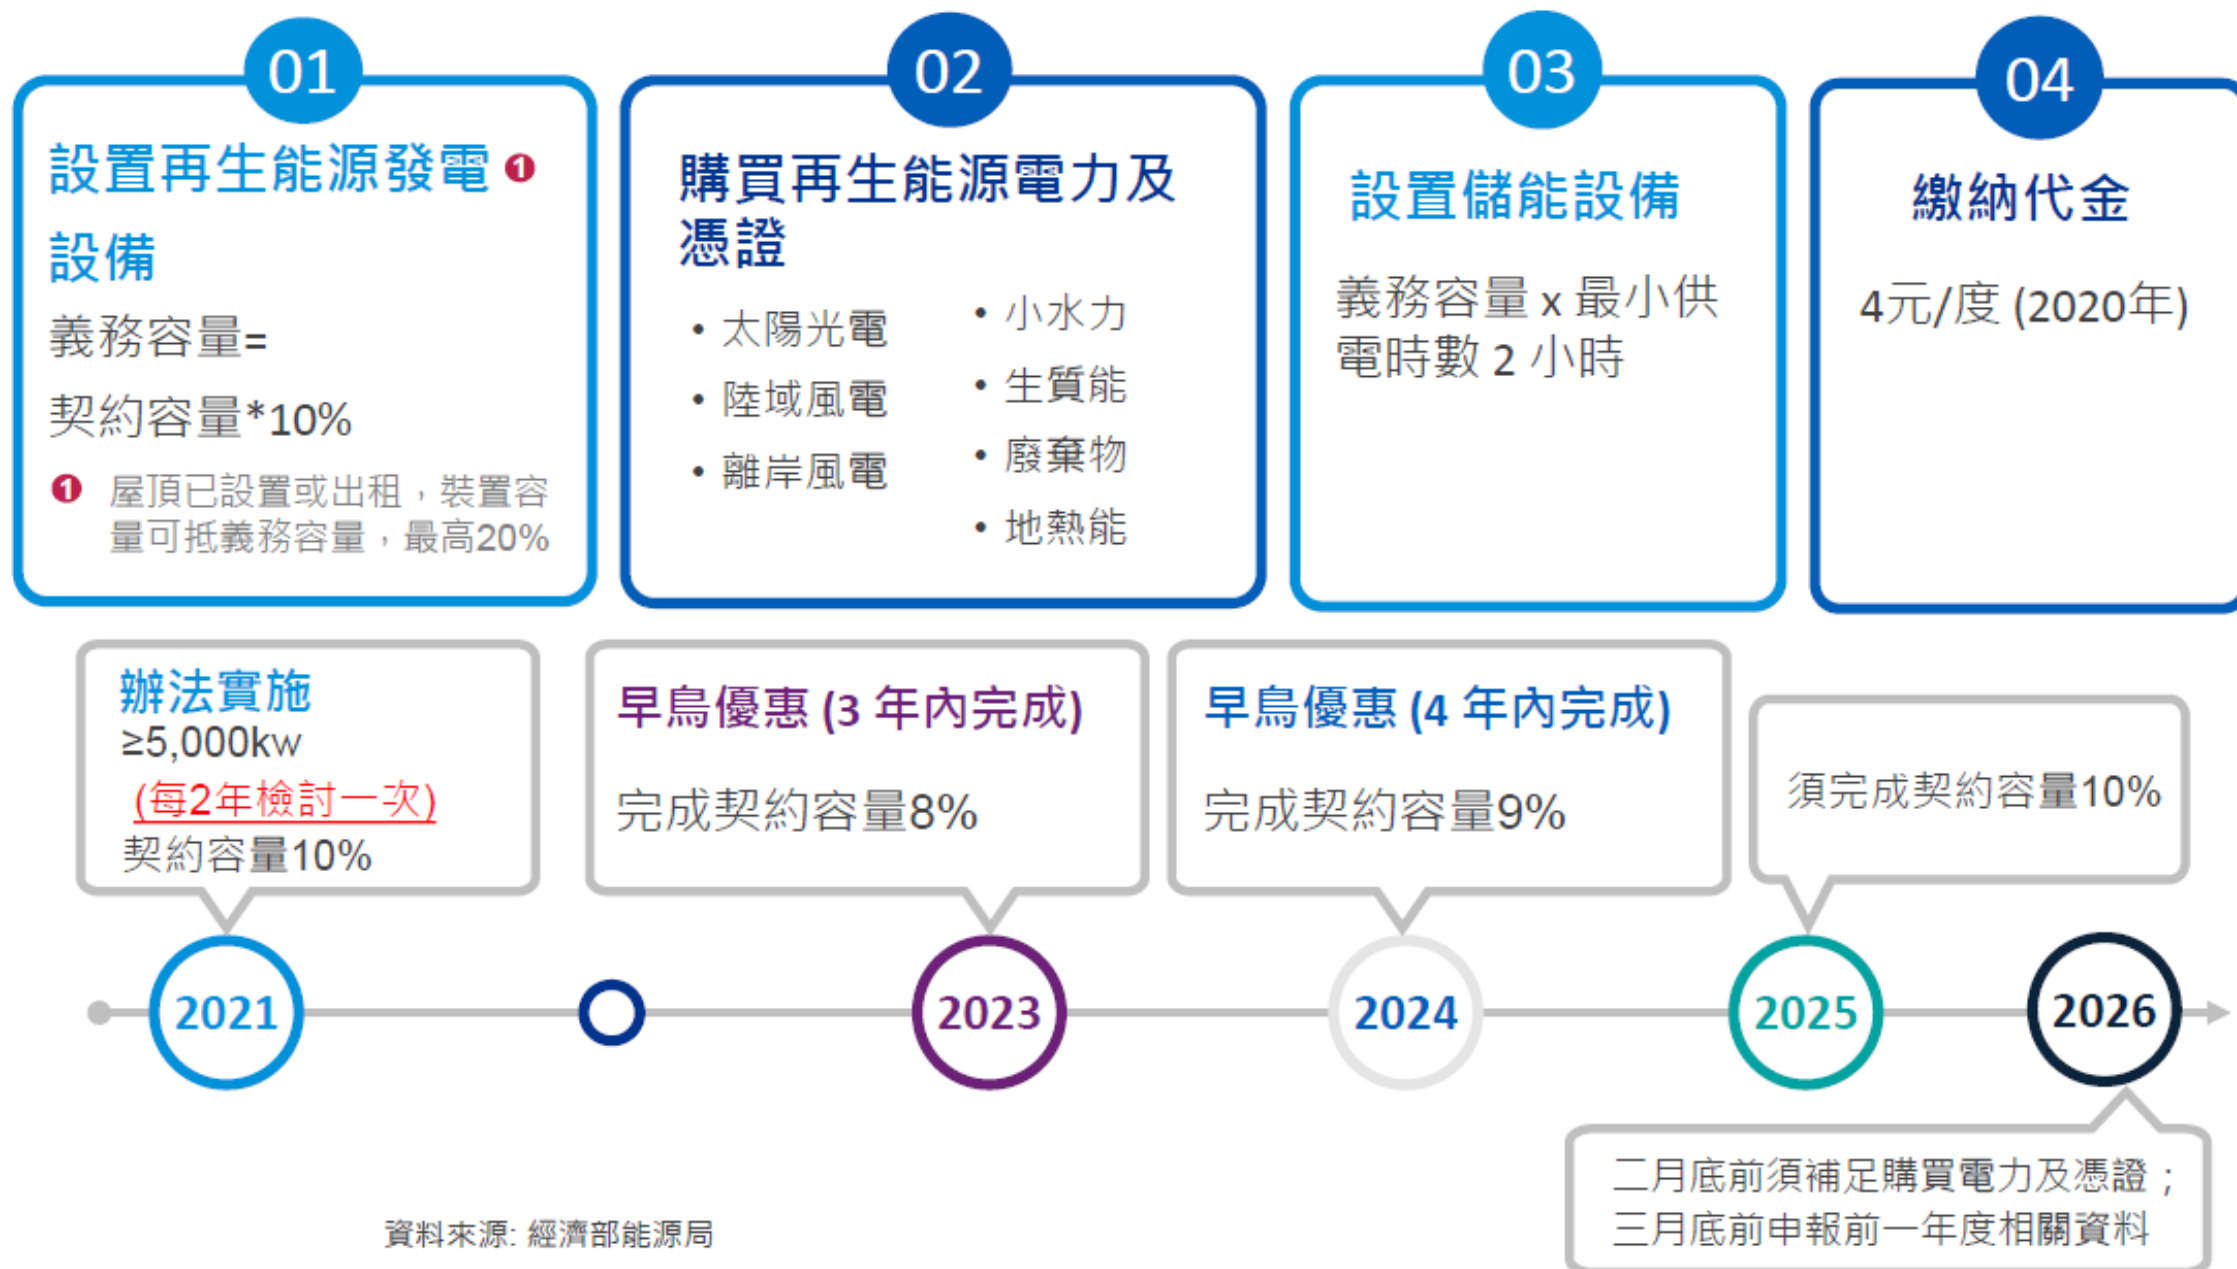 01
設置再生能源發電 ❶
設備
義務容量=
契約容量*10%
❶ 屋頂已設置或出租，裝置容
量可抵義務容量，最高20%
02
購買再生能源電力及
憑證
• 太陽光電
• 陸域風電
• 離岸風電
• 小水力
• 生質能
• 廢棄物
• 地熱能
03
設置儲能設備
義務容量 x 最小供
電時數 2 小時
04
繳納代金
4元/度 (2020年)
辦法實施
≥5,000kw
(每2年檢討一次)
契約容量10%
早鳥優惠 (3 年內完成)
完成契約容量8%
早鳥優惠 (4 年內完成)
完成契約容量9%
須完成契約容量10%
2021
2023
2024
2025
2026
二月底前須補足購買電力及憑證；
三月底前申報前一年度相關資料
資料來源: 經濟部能源局